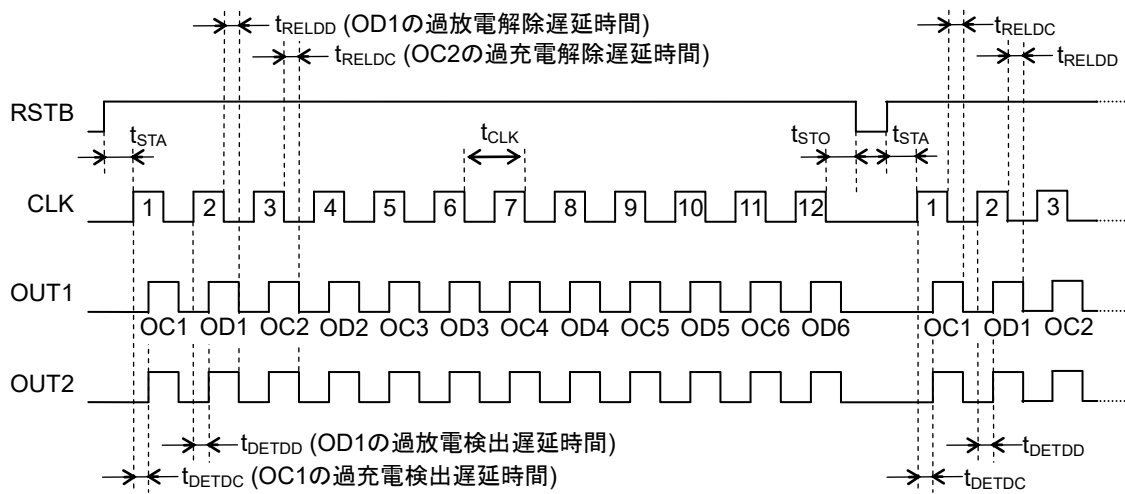 tRELDD (OD1の過放電解除遅延時間)
tRELDC (OC2の過充電解除遅延時間)
tRELDC
tRELDD
RSTB
tSTA
tCLK
tSTO
tSTA
CLK
1 2 3 4 5 6 7 8 9 10 11 12 1 2 3
OUT1
OC1 OD1 OC2 OD2 OC3 OD3 OC4 OD4 OC5 OD5 OC6 OD6 OC1 OD1 OC2
OUT2
tDETDD (OD1の過放電検出遅延時間)
tDETDC (OC1の過充電検出遅延時間)
tDETDD
tDETDC